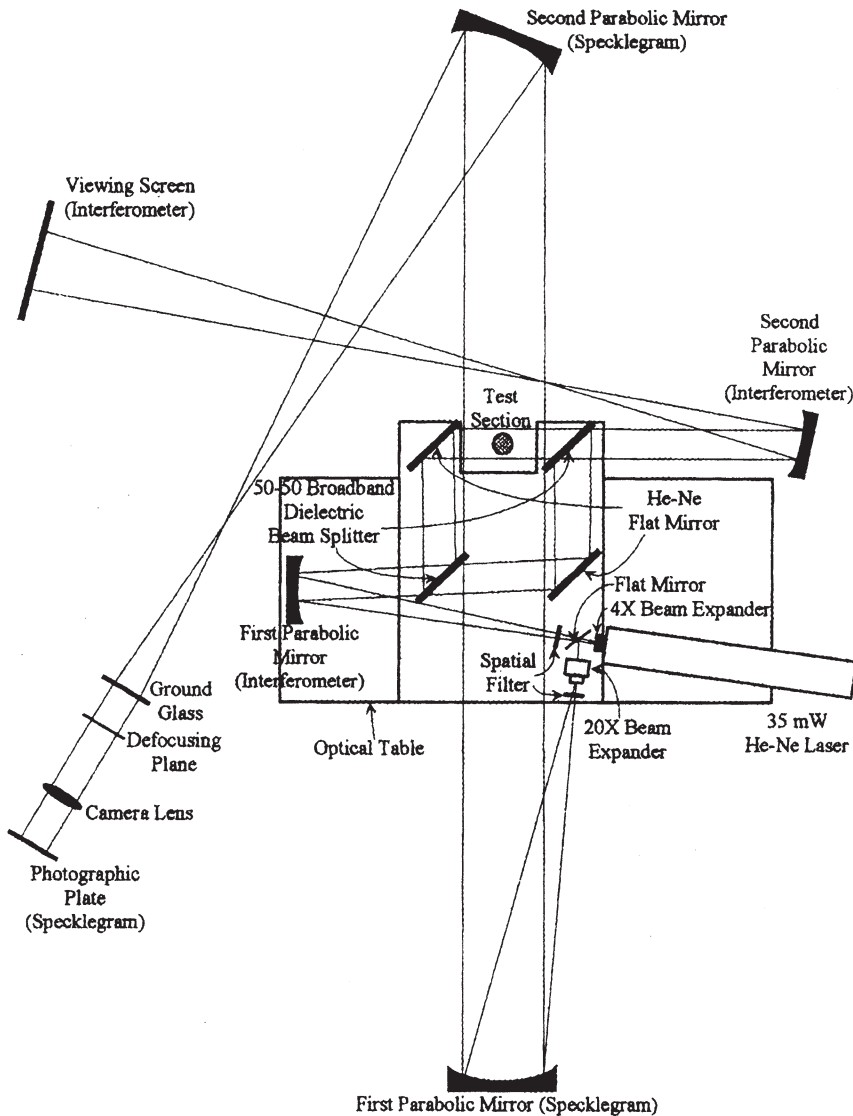 Second Parabolic Mirror
(Specklegram)
Viewing Screen
(Interferometer)
Second
Parabolic
Mirror
(Interferometer)
Test
Section
50-50 Broadband
Dielectric
Beam Splitter
He-Ne
Flat Mirror
Flat Mirror
4X Beam Expander
First Parabolic
Mirror
(Interferometer)
Spatial
Filter
Ground
Glass
Defocusing
Plane
Optical Table
20X Beam
Expander
35 mW
He-Ne Laser
Camera Lens
Photographic
Plate
(Specklegram)
First Parabolic Mirror (Specklegram)